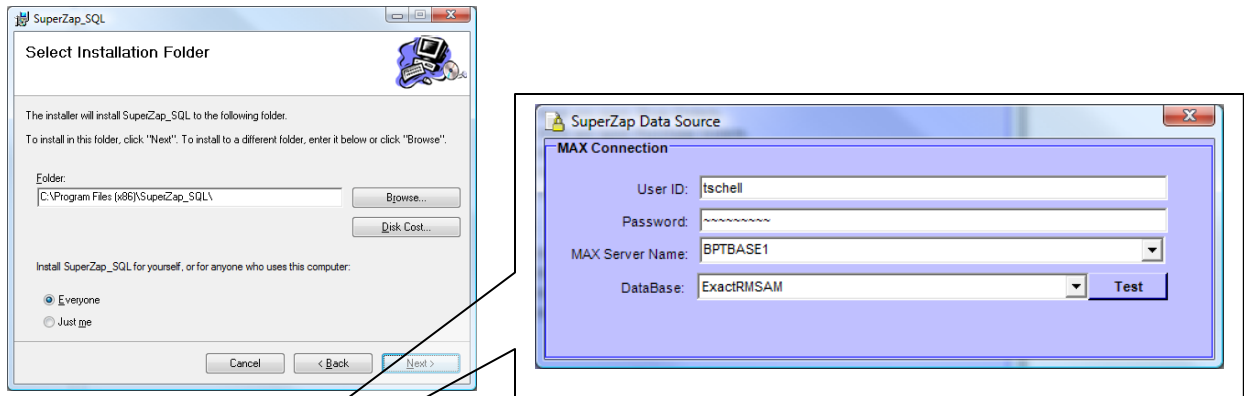 SuperZap_SQL
Select Installation Folder
The installer will install SuperZap_SQL to the following folder.
To install in this folder, click "Next". To install to a different folder, enter it below or click "Browse".
Folder:
C:\Program Files (x86)\SuperZap_SQL\
Browse...
Disk Cost...
Install SuperZap_SQL for yourself, or for anyone who uses this computer:
Everyone
Just me
Cancel
< Back
Next >
SuperZap Data Source
MAX Connection
User ID: tschell
Password: ~~~~~~~~~
MAX Server Name: BPTBASE1
DataBase: ExactRMSAM
Test